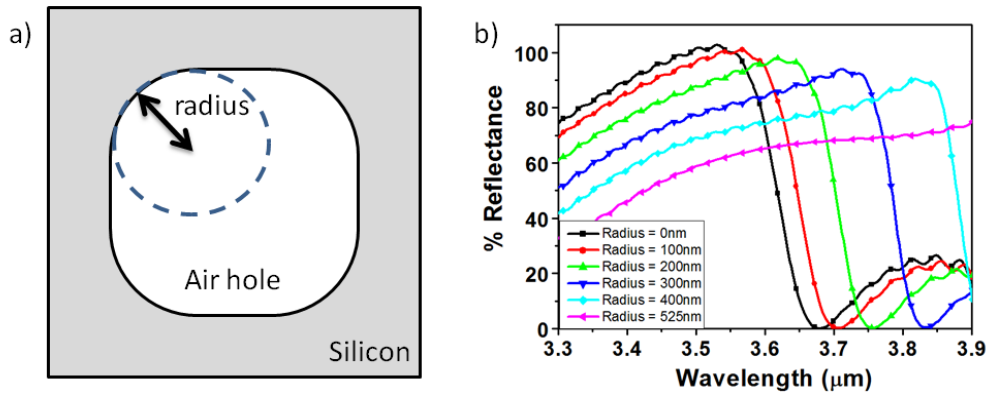 a)
radius
Air hole
Silicon
b)
% Reflectance
100
80
60
40
20
0
Radius = 0nm
Radius = 100nm
Radius = 200nm
Radius = 300nm
Radius = 400nm
Radius = 525nm
3.3 3.4 3.5 3.6 3.7 3.8 3.9
Wavelength (μm)